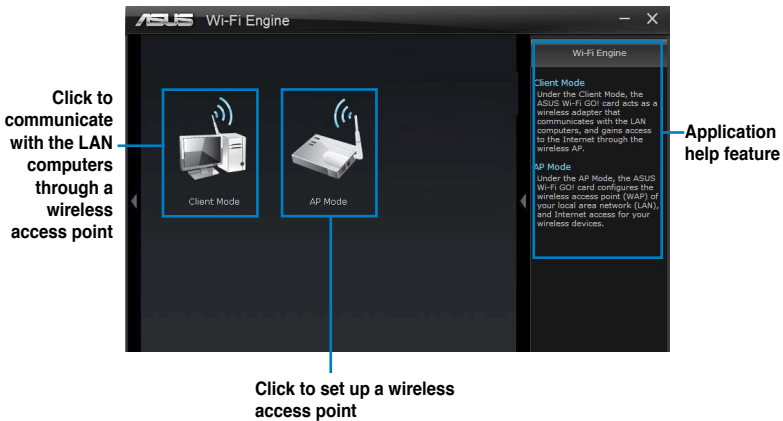 ASUS Wi-Fi Engine
Wi-Fi Engine
Client Mode
Under the Client Mode, the
ASUS Wi-Fi GO! card acts as a
wireless adapter that
communicates with the LAN
computers, and gains access
to the Internet through the
wireless AP.
AP Mode
Under the AP Mode, the ASUS
Wi-Fi GO! card configures the
wireless access point (WAP) of
your local area network (LAN),
and Internet access for your
wireless devices.
Client Mode
AP Mode
Click to
communicate
with the LAN
computers
through a
wireless
access point
Application
help feature
Click to set up a wireless
access point